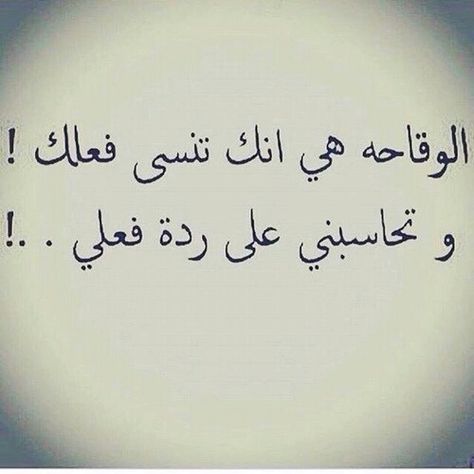 الوقاحه هي انك تنسى فعلك !
و تحاسبني على ردة فعلي . .!